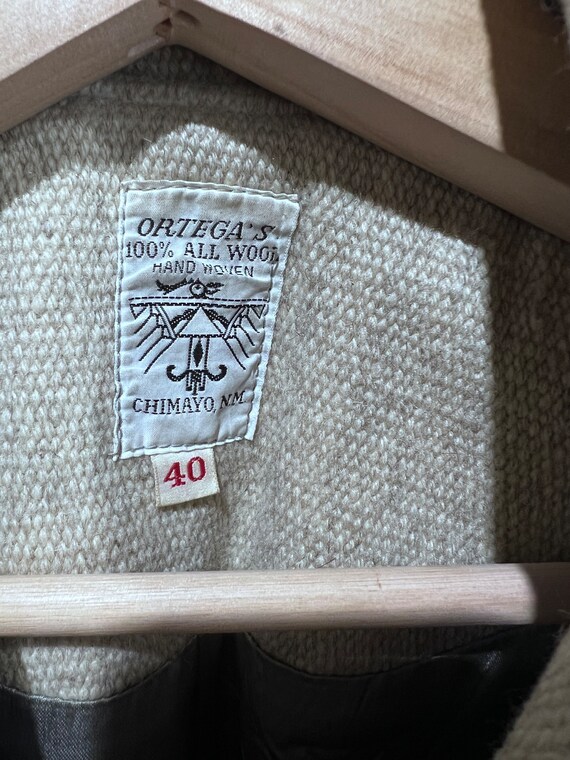 ORTEGA'S
100% ALL WOOL
HAND WOVEN
CHIMAYO, N.M.
40